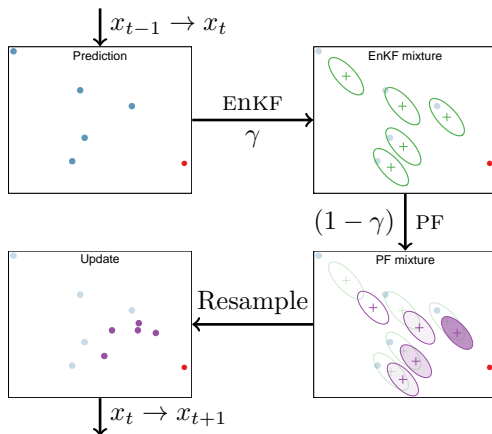 x_{t−1} → x_t
Prediction
EnKF
γ
EnKF mixture
(1 − γ) PF
PF mixture
Resample
Update
x_t → x_{t+1}